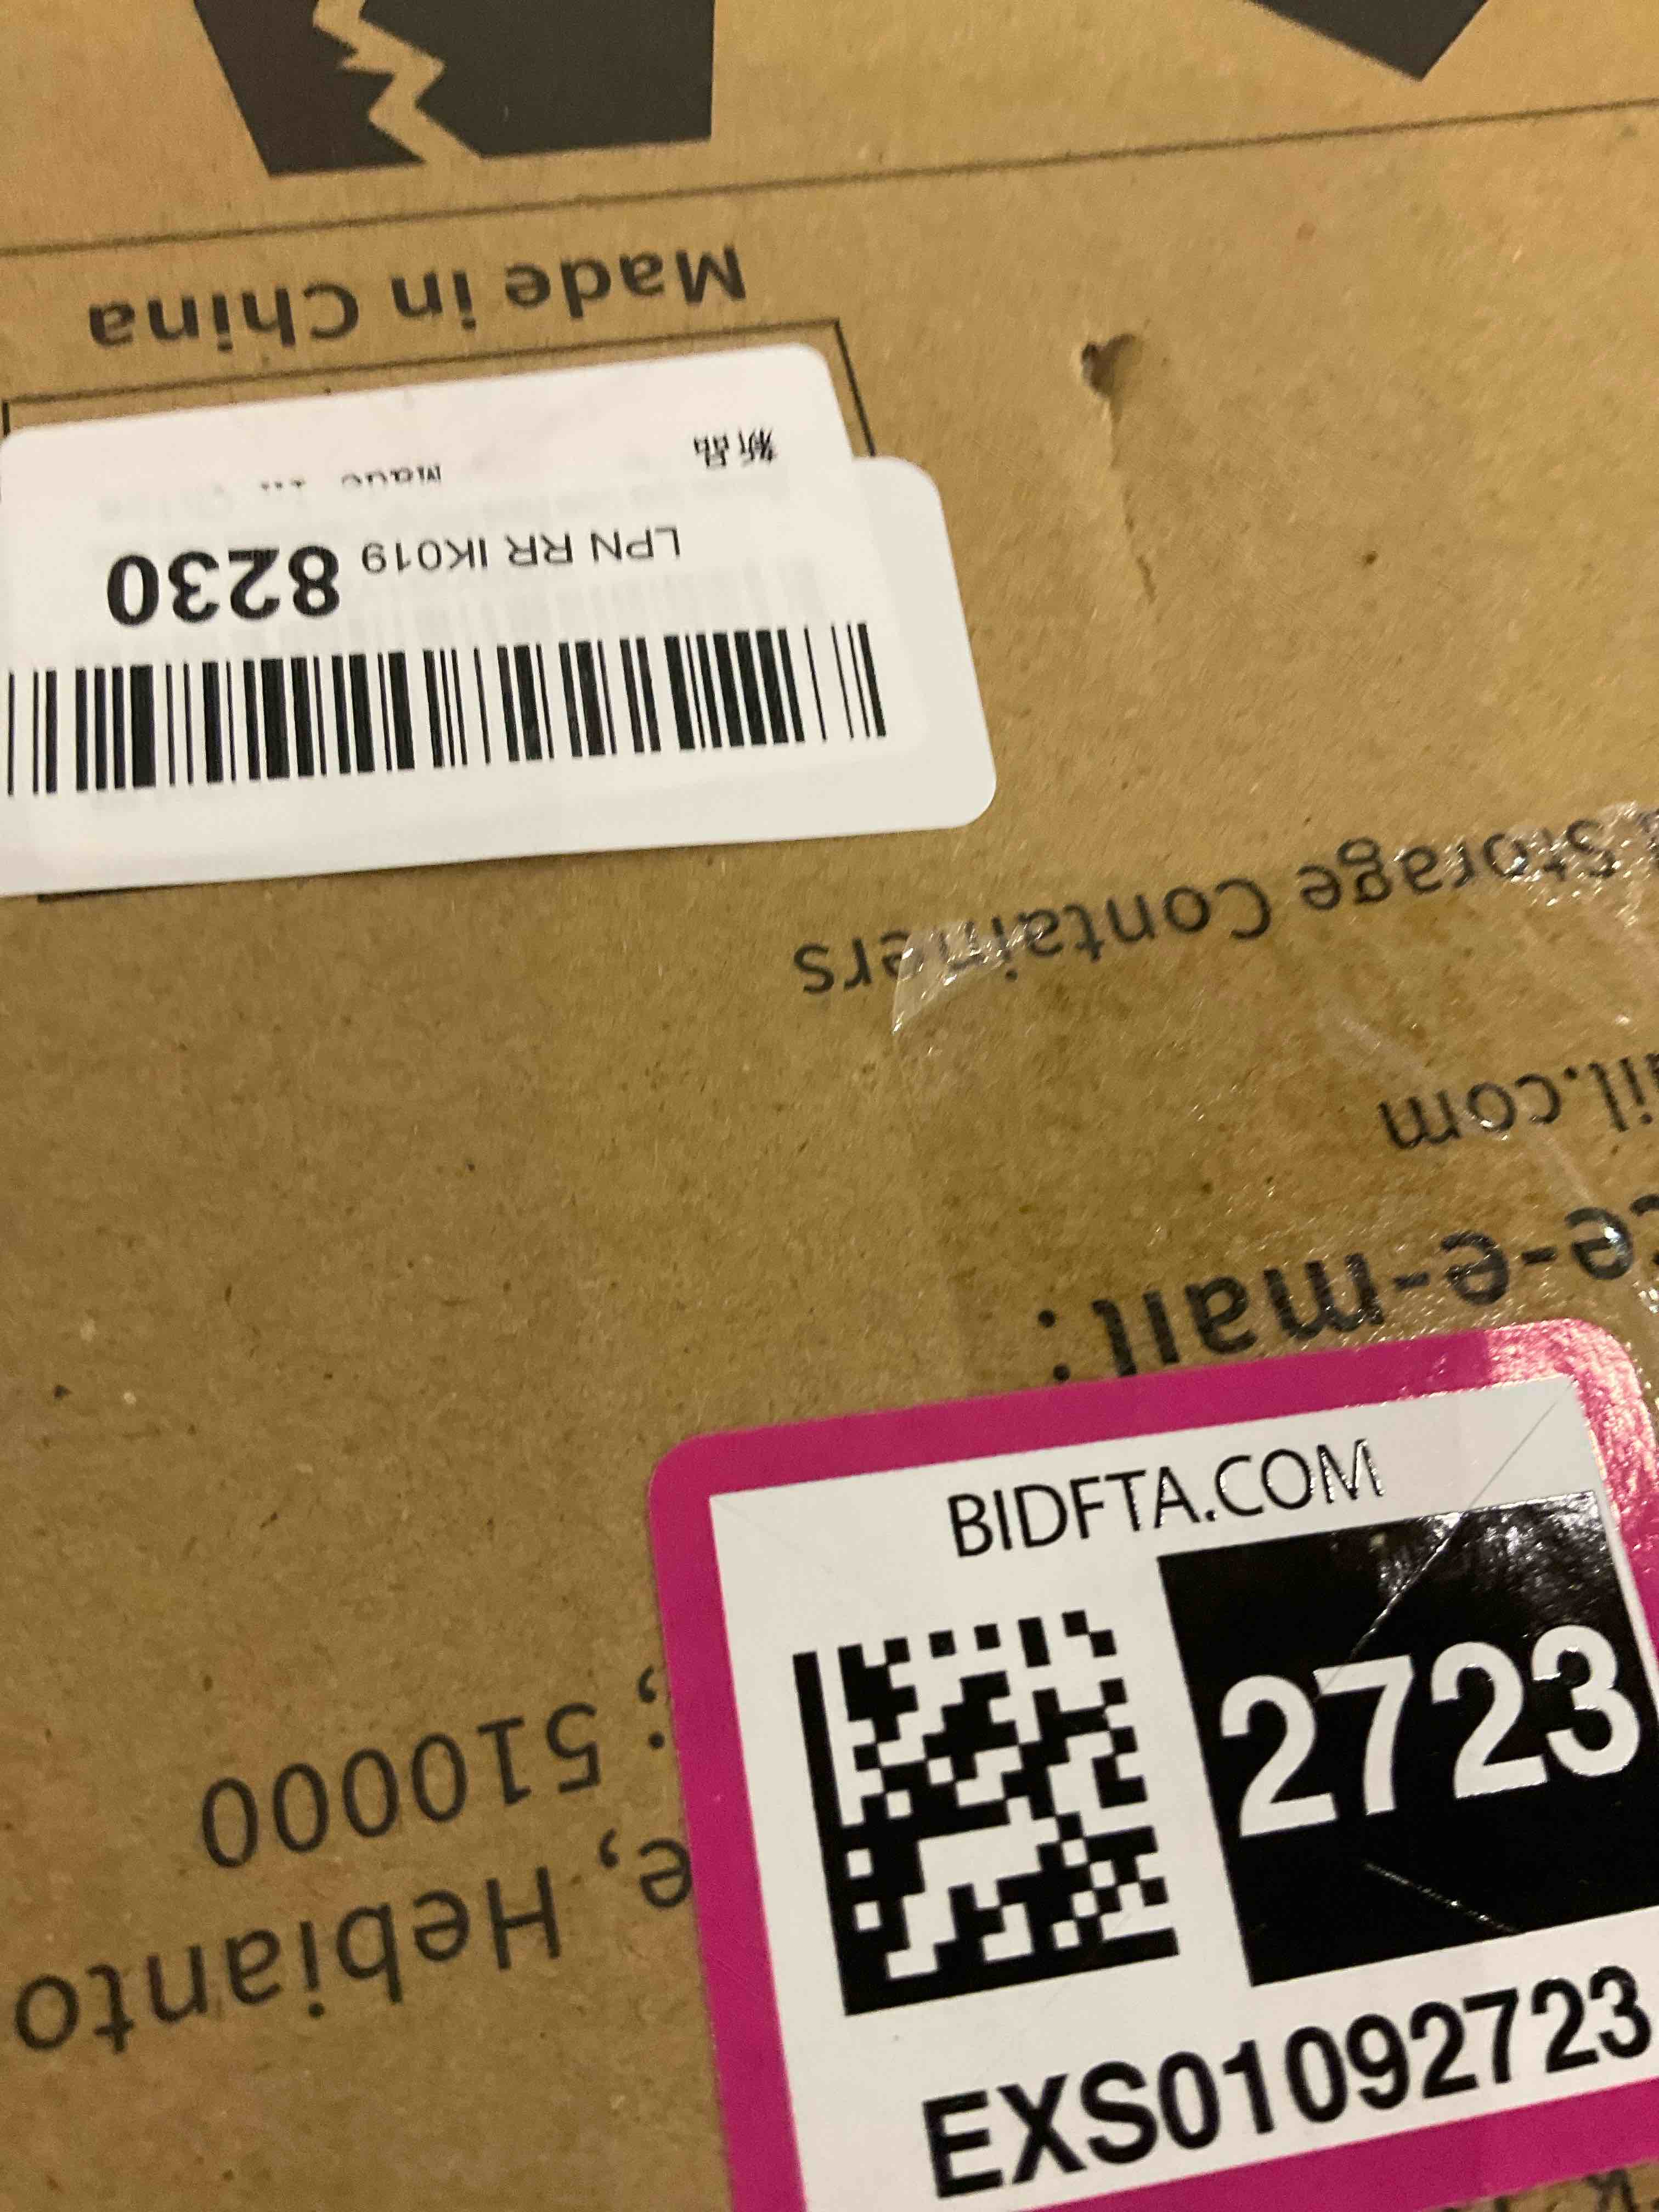 Made in China
新品
Made
LPN RR IK019 8230
Storage Containers
il.com
e-e-mail:
: 510000
e, Hebianto
BIDFTA.COM
2723
EXS01092723